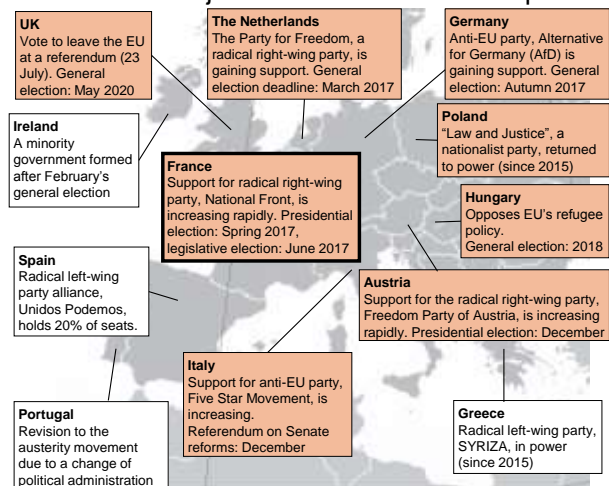 UK
Vote to leave the EU
at a referendum (23
July). General
election: May 2020
The Netherlands
The Party for Freedom, a
radical right-wing party, is
gaining support. General
election deadline: March 2017
Germany
Anti-EU party, Alternative
for Germany (AfD) is
gaining support. General
election: Autumn 2017
Ireland
A minority
government formed
after February's
general election
Poland
“Law and Justice”, a
nationalist party, returned
to power (since 2015)
France
Support for radical right-wing
party, National Front, is
increasing rapidly. Presidential
election: Spring 2017,
legislative election: June 2017
Hungary
Opposes EU's refugee
policy.
General election: 2018
Spain
Radical left-wing
party alliance,
Unidos Podemos,
holds 20% of seats.
Austria
Support for the radical right-wing party,
Freedom Party of Austria, is increasing
rapidly. Presidential election: December
Italy
Support for anti-EU party,
Five Star Movement, is
increasing.
Referendum on Senate
reforms: December
Portugal
Revision to the
austerity movement
due to a change of
political administration
Greece
Radical left-wing party,
SYRIZA, in power
(since 2015)